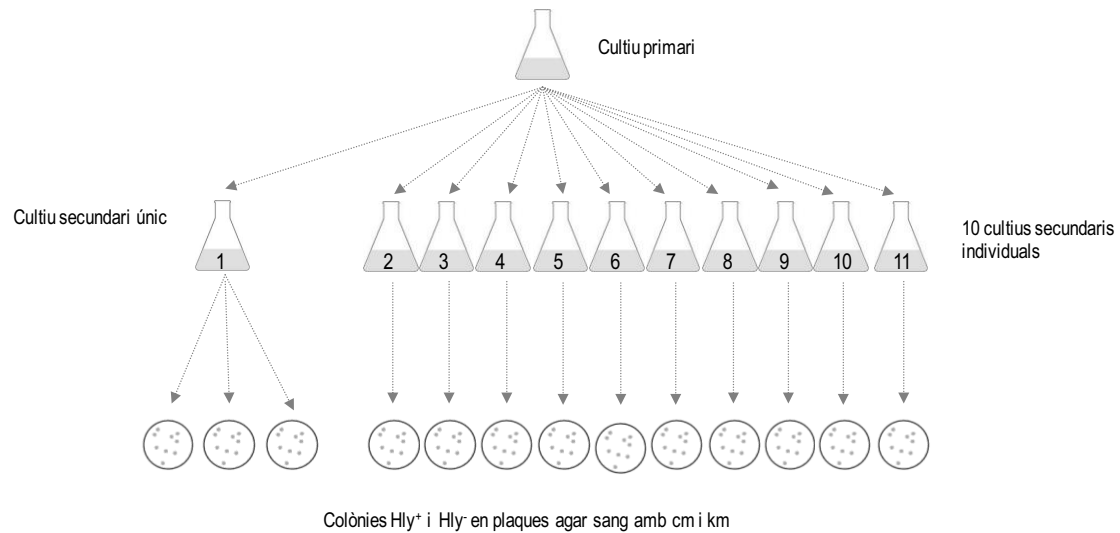 Cultiu primari
Cultiu secundari únic
10 cultius secundaris
individuals
1
2
3
4
5
6
7
8
9
10
11
Colònies Hly⁺ i Hly⁻ en plaques agar sang amb cm i km